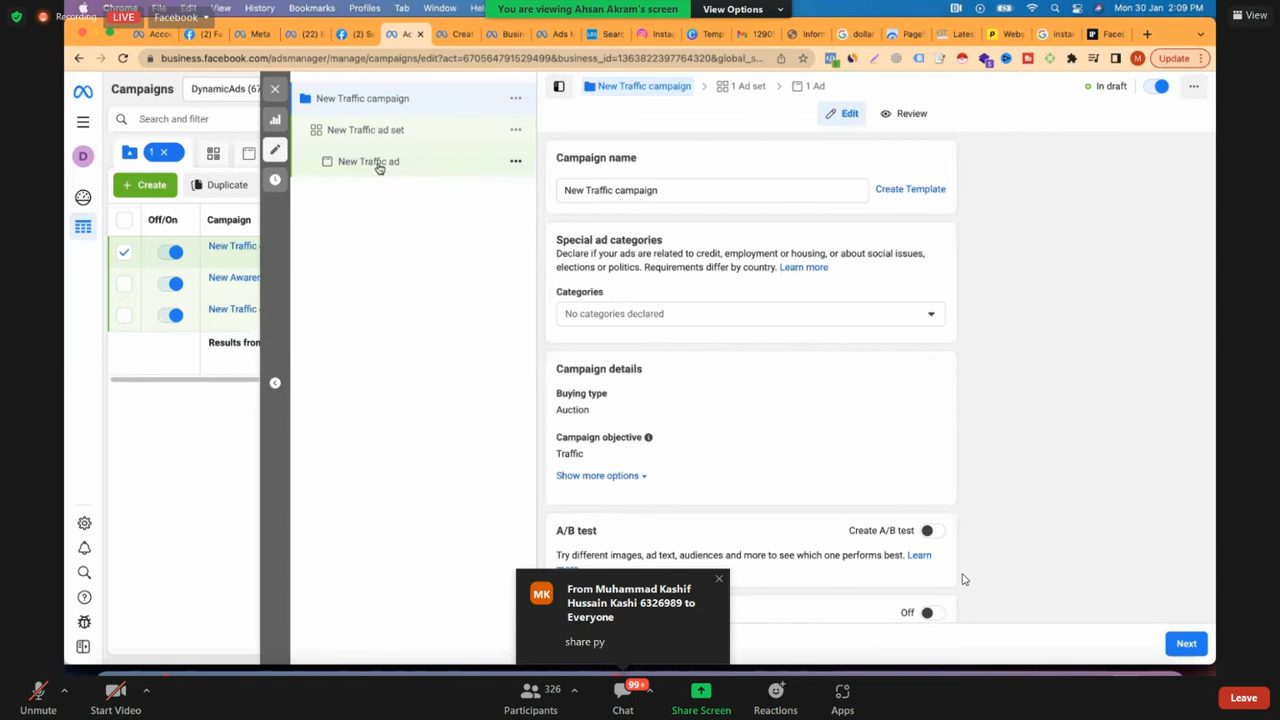 Recording
LIVE
Facebook
Chrome File Edit View History Bookmarks Profiles Tab Window Help
You are viewing Ahsan Akram's screen
View Options
Mon 30 Jan 2:09 PM
View
Accou
(2) Fa
Meta
(22) I
(2) S
Ac
Creat
Busin
Ads M
Searc
Insta
Temp
1290
Inform
dollar
Page
Lates
Webs
instar
Faceb
business.facebook.com/adsmanager/manage/campaigns/edit?act=670564791529499&business_id=1363822397764320&global_s...
Update
Campaigns
DynamicAds (67
Search and filter
1
Create
Duplicate
Off/On
Campaign
New Traffic
New Awaren
New Traffic
Results from
D
New Traffic campaign
New Traffic ad set
New Traffic ad
New Traffic campaign
1 Ad set
1 Ad
In draft
Edit
Review
Campaign name
New Traffic campaign
Create Template
Special ad categories
Declare if your ads are related to credit, employment or housing, or about social issues,
elections or politics. Requirements differ by country. Learn more
Categories
No categories declared
Campaign details
Buying type
Auction
Campaign objective
Traffic
Show more options
A/B test
Create A/B test
Try different images, ad text, audiences and more to see which one performs best. Learn
more
Off
Next
MK
From Muhammad Kashif
Hussain Kashi 6326989 to
Everyone
share py
Unmute
Start Video
326
Participants
99+
Chat
Share Screen
Reactions
Apps
Leave